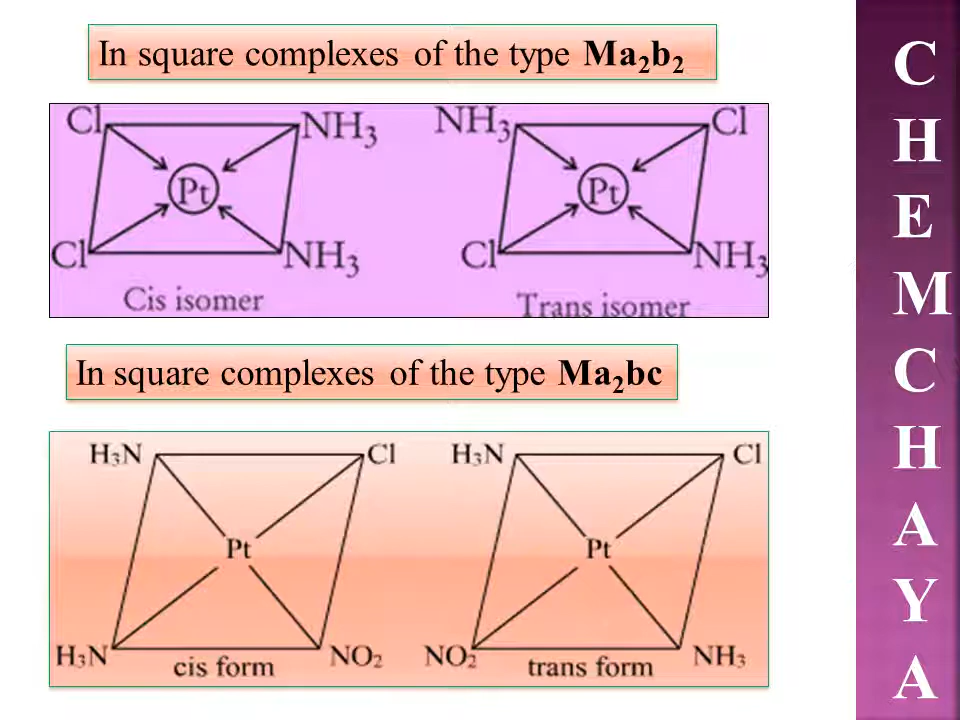 In square complexes of the type Ma₂b₂
Cl NH₃ NH₃ Cl
Pt Pt
Cl NH₃ Cl NH₃
Cis isomer Trans isomer
In square complexes of the type Ma₂bc
H₃N Cl H₃N Cl
Pt Pt
H₃N NO₂ NO₂ NH₃
cis form trans form
C
H
E
M
C
H
A
Y
A